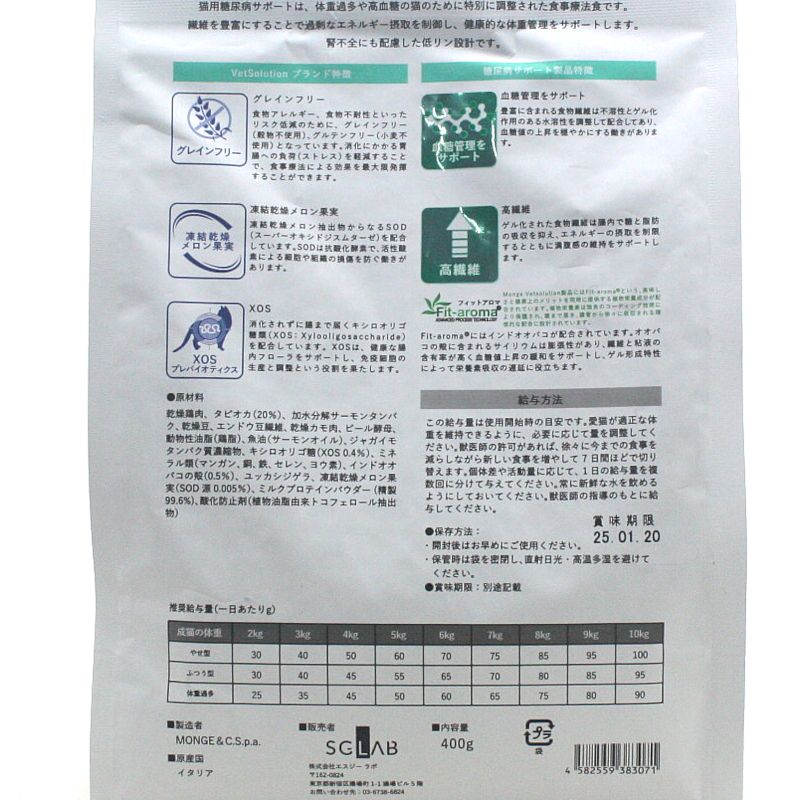 猫用糖尿病サポートは、体重過多や高血糖の猫のために特別に調整された食事療法食です。
繊維を豊富にすることで過剰なエネルギー摂取を制御し、健康的な体重管理をサポートします。
腎不全にも配慮した低リン設計です。
VetSolution ブランド特徴
グレインフリー
グレインフリー
食物アレルギー、食物不耐性といった
リスク低減のために、グレインフリー
(穀物不使用)、グルテンフリー(小麦不
使用)となっています。消化にかかる胃
腸への負荷(ストレス)を軽減すること
で、食事療法による効果を最大限発揮
することができます。
凍結乾燥
メロン果実
凍結乾燥メロン果実
凍結乾燥メロン抽出物からなるSOD
(スーパーオキシドジスムターゼ)を配合
しています。SODは抗酸化酵素で、活性酸
素による細胞や組織の損傷を防ぐ働きが
あります。
XOS
プレバイオティクス
XOS
消化されずに腸まで届くキシロオリゴ
糖類(XOS:Xylooligosaccharide)
を配合しています。XOSは、健康な腸
内フローラをサポートし、免疫細胞の
生産と調整という役割を果たします。
●原材料
乾燥鶏肉、タピオカ(20%)、加水分解サーモンタンパ
ク、乾燥豆、エンドウ豆繊維、乾燥カモ肉、ビール酵母、
動物性油脂(鶏脂)、魚油(サーモンオイル)、ジャガイモ
タンパク質濃縮物、キシロオリゴ糖(XOS 0.4%)、ミネ
ラル類(マンガン、銅、鉄、セレン、ヨウ素)、インドオオ
バコの殻(0.5%)、ユッカシジゲラ、凍結乾燥メロン果
実(SOD 源 0.005%)、ミルクプロテインパウダー (精製
99.6%)、酸化防止剤(植物油脂由来トコフェロール抽出
物)
糖尿病サポート製品特徴
血糖管理を
サポート
血糖管理をサポート
豊富に含まれる食物繊維は不溶性とゲル化
作用のある水溶性を調整して配合してあり、
血糖値の上昇を穏やかにする働きがありま
す。
高繊維
高繊維
ゲル化された食物繊維は腸内で糖と脂肪
の吸収を抑え、エネルギーの摂取を制限
するとともに満腹感の維持をサポートし
ます。
フィットアロマ
Fit-aroma®
ADVANCED PROCESS TECHNOLOGY
Fit-aroma®にはインドオオバコが配合されています。オオバ
コの殻に含まれるサイリウムは膨張性があり、繊維と粘液の
含有率が高く血糖値上昇の緩和をサポートし、ゲル形成特性
によって栄養素吸収の遅延に役立ちます。
給与方法
この給与量は使用開始時の目安です。愛猫が適正な体
重を維持できるように、必要に応じて量を調整してくだ
さい。獣医師の許可があれば、徐々に今までの食事を
減らしながら新しい食事を増やして 7 日間ほどで切り
替えます。個体差や活動量に応じて、1 日の給与量を複
数回に分けて与えてください。常に新鮮な水を飲める
ようにしておいてください。獣医師の指導のもとに給
与してください。
賞味期限
25.01.20
●保存方法:
・開封後はお早めにご使用ください。
・保管時は袋を密閉し、直射日光・高温多湿を避けて
ください。
●賞味期限:別途記載
推奨給与量(一日あたりg)
成猫の体重 2kg 3kg 4kg 5kg 6kg 7kg 8kg 9kg 10kg
やせ型 30 40 50 60 70 75 85 95 100
ふつう型 30 40 45 55 65 70 80 85 95
体重過多 25 35 45 50 60 65 75 80 90
■製造者
MONGE&C.S.p.a.
■原産国
イタリア
■販売者
SGLAB
株式会社エスジーラボ
〒162-0824
東京都新宿区揚場町 1-1 揚場ビル 5 階
お問い合わせ 03-6738-6824
■内容量
400g
プラ
袋
4 582559 383071